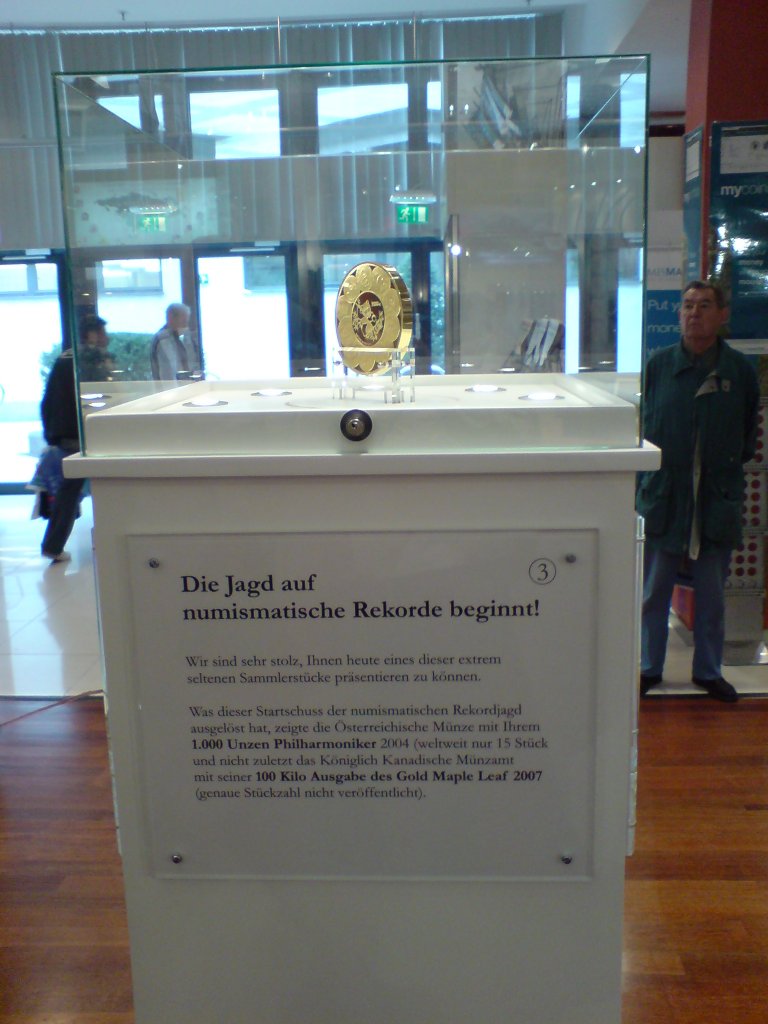 Die Jagd auf
numismatische Rekorde beginnt!
3
Wir sind sehr stolz, Ihnen heute eines dieser extrem
seltenen Sammlerstücke präsentieren zu können.
Was dieser Startschuss der numismatischen Rekordjagd
ausgelöst hat, zeigte die Österreichische Münze mit Ihrem
1.000 Unzen Philharmoniker 2004 (weltweit nur 15 Stück
und nicht zuletzt das Königlich Kanadische Münzamt
mit seiner 100 Kilo Ausgabe des Gold Maple Leaf 2007
(genaue Stückzahl nicht veröffentlicht).
mycoin
Put